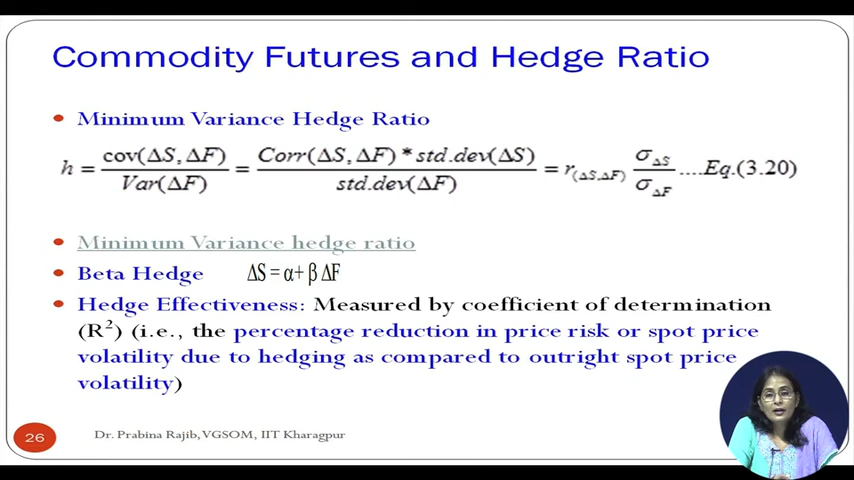 Commodity Futures and Hedge Ratio
• Minimum Variance Hedge Ratio
h = cov(ΔS, ΔF) / Var(ΔF) = Corr(ΔS, ΔF) * std.dev(ΔS) / std.dev(ΔF) = r(ΔS,ΔF) σΔS / σΔF ....Eq.(3.20)
• Minimum Variance hedge ratio
• Beta Hedge ΔS = α+ β ΔF
• Hedge Effectiveness: Measured by coefficient of determination
(R²) (i.e., the percentage reduction in price risk or spot price
volatility due to hedging as compared to outright spot price
volatility)
26 Dr. Prabina Rajib, VGSOM, IIT Kharagpur